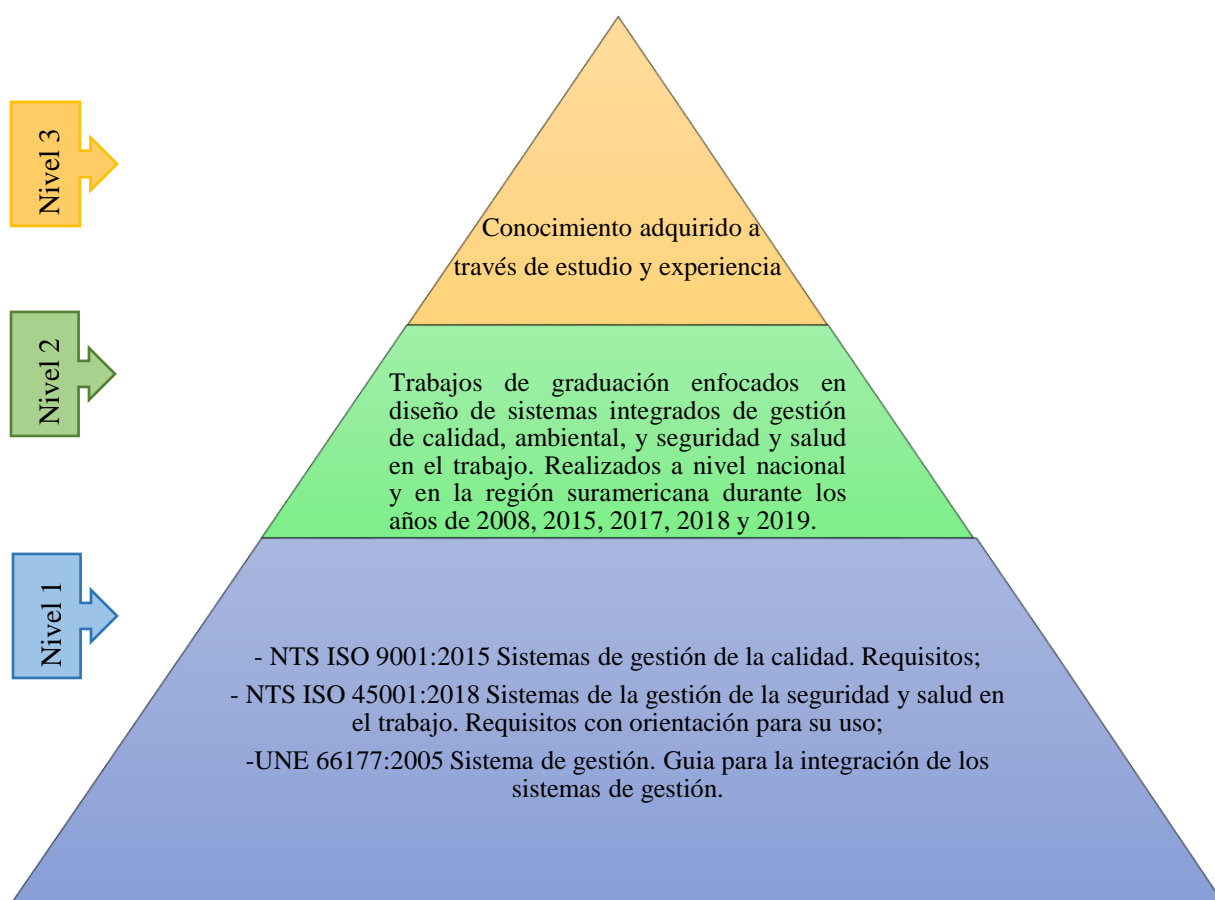 Nivel 3
Conocimiento adquirido a
través de estudio y experiencia
Nivel 2
Trabajos de graduación enfocados en
diseño de sistemas integrados de gestión
de calidad, ambiental, y seguridad y salud
en el trabajo. Realizados a nivel nacional
y en la región suramericana durante los
años de 2008, 2015, 2017, 2018 y 2019.
Nivel 1
- NTS ISO 9001:2015 Sistemas de gestión de la calidad. Requisitos;
- NTS ISO 45001:2018 Sistemas de la gestión de la seguridad y salud en
el trabajo. Requisitos con orientación para su uso;
-UNE 66177:2005 Sistema de gestión. Guia para la integración de los
sistemas de gestión.